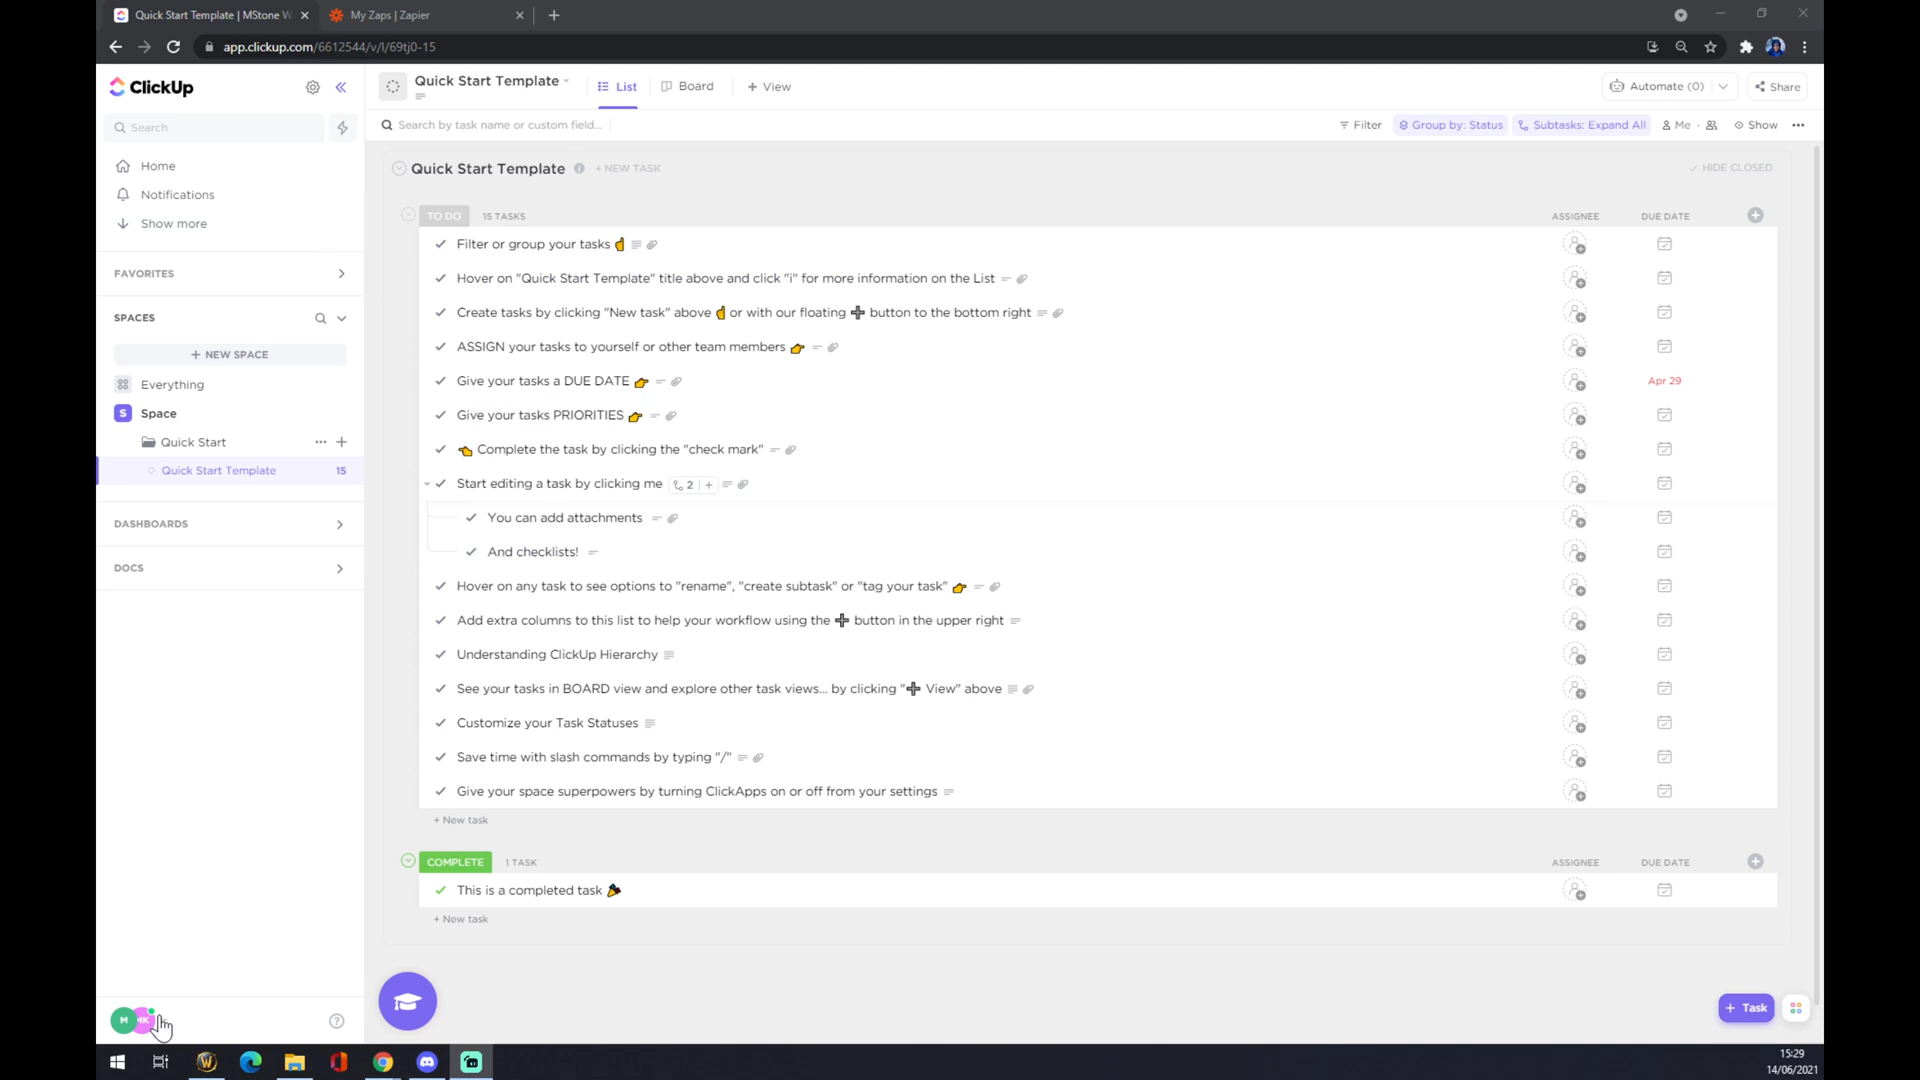 Quick Start Template | MStone W
My Zaps | Zapier
app.clickup.com/6612544/v/l/69tj0-15
ClickUp
Search
Home
Notifications
Show more
FAVORITES
SPACES
+ NEW SPACE
Everything
S Space
Quick Start
Quick Start Template 15
DASHBOARDS
DOCS
M HK
Quick Start Template
List
Board
+ View
Automate (0)
Share
Search by task name or custom field...
Filter
Group by: Status
Subtasks: Expand All
Me
Show
Quick Start Template
+ NEW TASK
HIDE CLOSED
TO DO 15 TASKS ASSIGNEE DUE DATE
Filter or group your tasks ☝
Hover on "Quick Start Template" title above and click "i" for more information on the List
Create tasks by clicking "New task" above ☝ or with our floating ➕ button to the bottom right
ASSIGN your tasks to yourself or other team members 👉
Give your tasks a DUE DATE 👉 Apr 29
Give your tasks PRIORITIES 👉
👈 Complete the task by clicking the "check mark"
Start editing a task by clicking me 2 +
You can add attachments
And checklists!
Hover on any task to see options to "rename", "create subtask" or "tag your task" 👉
Add extra columns to this list to help your workflow using the ➕ button in the upper right
Understanding ClickUp Hierarchy
See your tasks in BOARD view and explore other task views... by clicking "➕ View" above
Customize your Task Statuses
Save time with slash commands by typing "/"
Give your space superpowers by turning ClickApps on or off from your settings
+ New task
COMPLETE 1 TASK ASSIGNEE DUE DATE
This is a completed task 🎉
+ New task
+ Task
15:29
14/06/2021